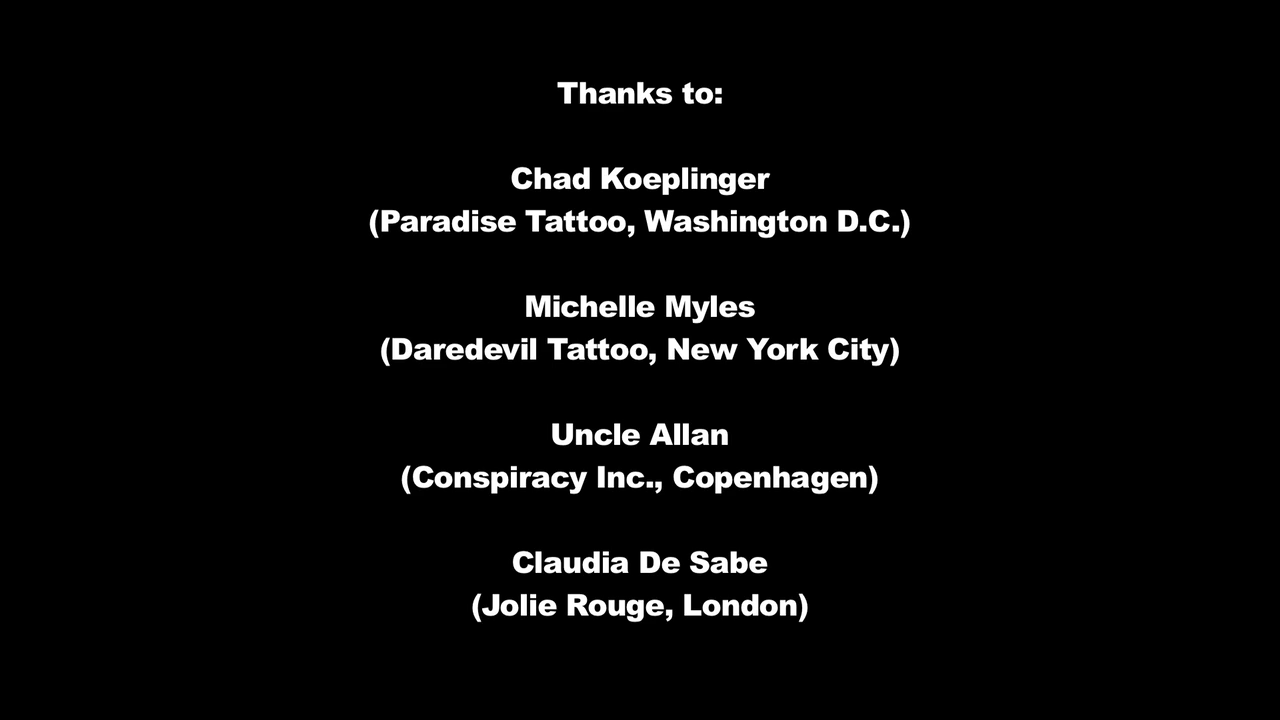 Thanks to:
Chad Koeplinger
(Paradise Tattoo, Washington D.C.)
Michelle Myles
(Daredevil Tattoo, New York City)
Uncle Allan
(Conspiracy Inc., Copenhagen)
Claudia De Sabe
(Jolie Rouge, London)